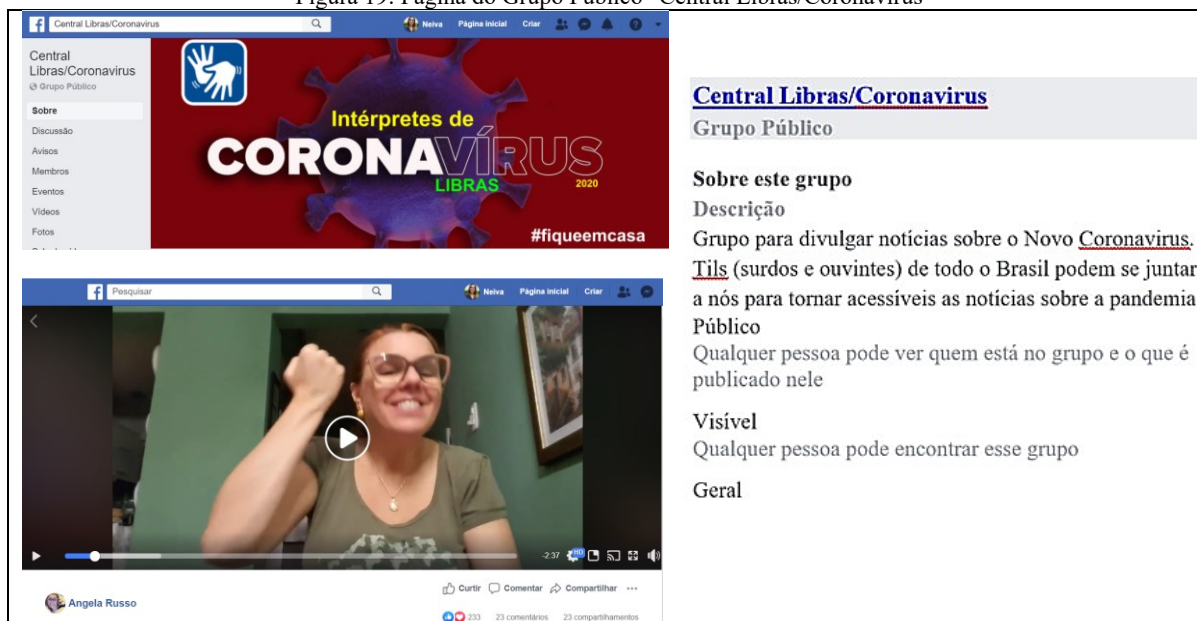 Figura 19: Página do Grupo Público "Central Libras/Coronavírus"
Central Libras/Coronavirus
Neiva
Página inicial
Criar
Central
Libras/Coronavirus
Grupo Público
Sobre
Discussão
Avisos
Membros
Eventos
Vídeos
Fotos
Intérpretes de
CORONAVÍRUS
LIBRAS
2020
#fiqueemcasa
Pesquisar
Neiva
Página inicial
Criar
-2:37
HD
Curtir
Comentar
Compartilhar
Angela Russo
233
23 comentários
23 compartilhamentos
Central Libras/Coronavirus
Grupo Público
Sobre este grupo
Descrição
Grupo para divulgar notícias sobre o Novo Coronavirus.
Tils (surdos e ouvintes) de todo o Brasil podem se juntar
a nós para tornar acessíveis as notícias sobre a pandemia
Público
Qualquer pessoa pode ver quem está no grupo e o que é
publicado nele
Visível
Qualquer pessoa pode encontrar esse grupo
Geral